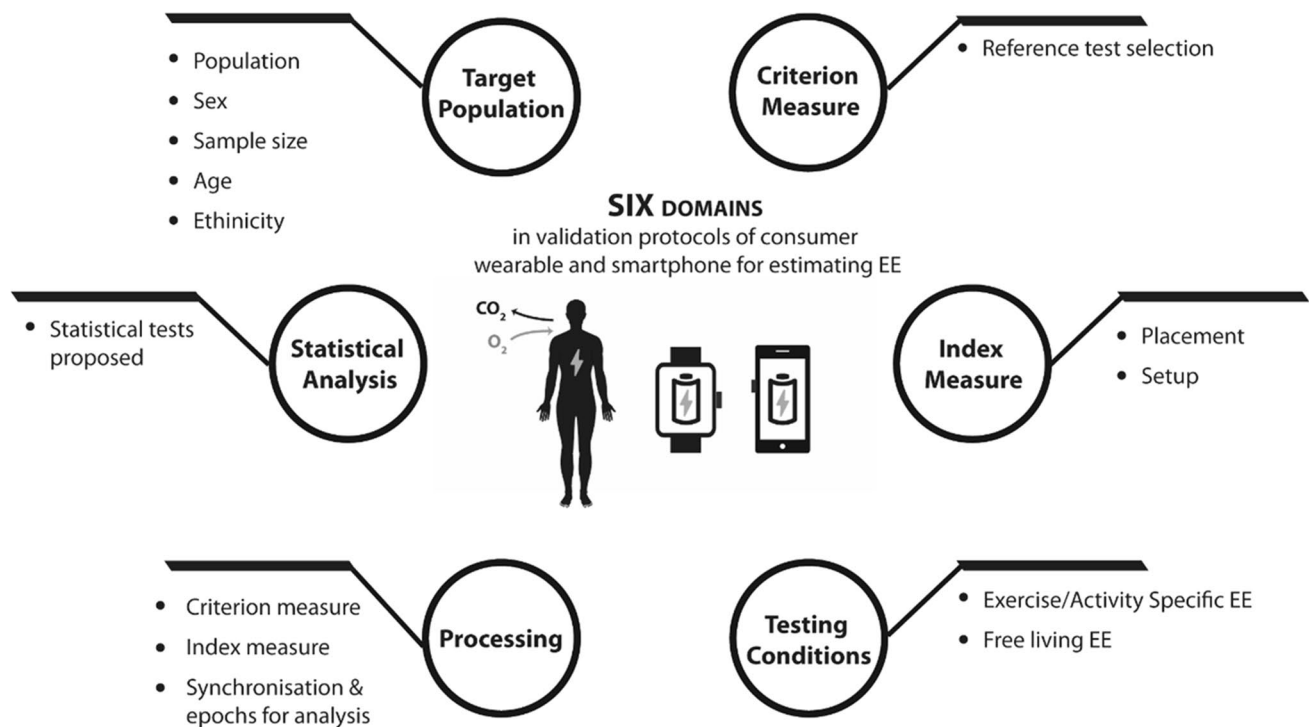 Target
Population
• Population
• Sex
• Sample size
• Age
• Ethinicity
Criterion
Measure
• Reference test selection
SIX DOMAINS
in validation protocols of consumer
wearable and smartphone for estimating EE
CO₂
O₂
Statistical
Analysis
• Statistical tests
proposed
Index
Measure
• Placement
• Setup
Processing
• Criterion measure
• Index measure
• Synchronisation &
epochs for analysis
Testing
Conditions
• Exercise/Activity Specific EE
• Free living EE